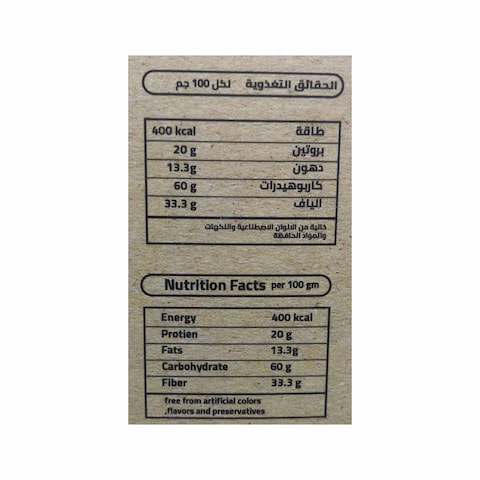 الحقائق التغذوية لكل 100 جم
طاقة 400 kcal
بروتين 20 g
دهون 13.3g
كاربوهيدرات 60 g
الياف 33.3 g
خالية من الالوان الاصطناعية والنكهات
والمواد الحافظة
Nutrition Facts per 100 gm
Energy 400 kcal
Protien 20 g
Fats 13.3g
Carbohydrate 60 g
Fiber 33.3 g
free from artificial colors
,flavors and preservatives